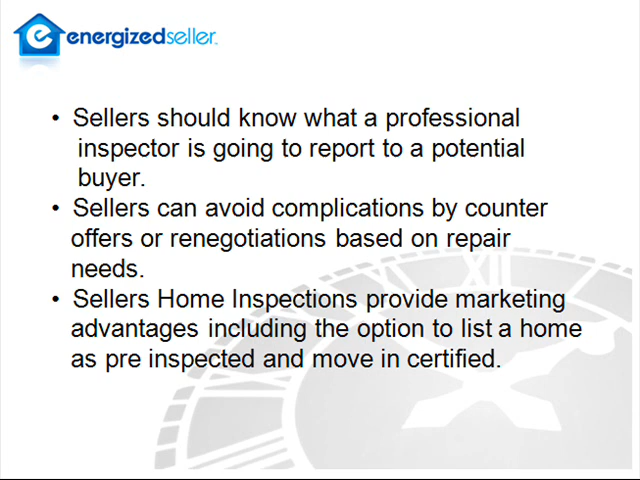 energizedseller™
• Sellers should know what a professional
inspector is going to report to a potential
buyer.
• Sellers can avoid complications by counter
offers or renegotiations based on repair
needs.
• Sellers Home Inspections provide marketing
advantages including the option to list a home
as pre inspected and move in certified.
XII